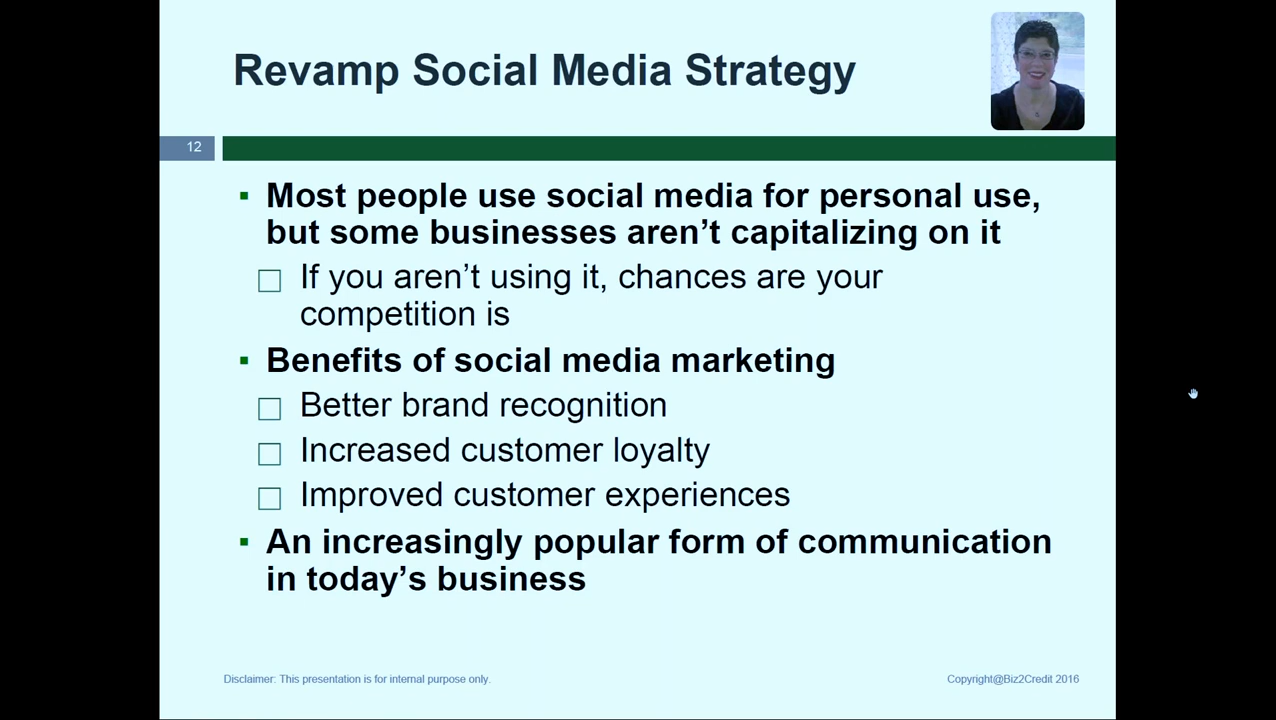 Revamp Social Media Strategy
12
Most people use social media for personal use,
but some businesses aren’t capitalizing on it
If you aren’t using it, chances are your
competition is
Benefits of social media marketing
Better brand recognition
Increased customer loyalty
Improved customer experiences
An increasingly popular form of communication
in today’s business
Disclaimer: This presentation is for internal purpose only.
Copyright@Biz2Credit 2016